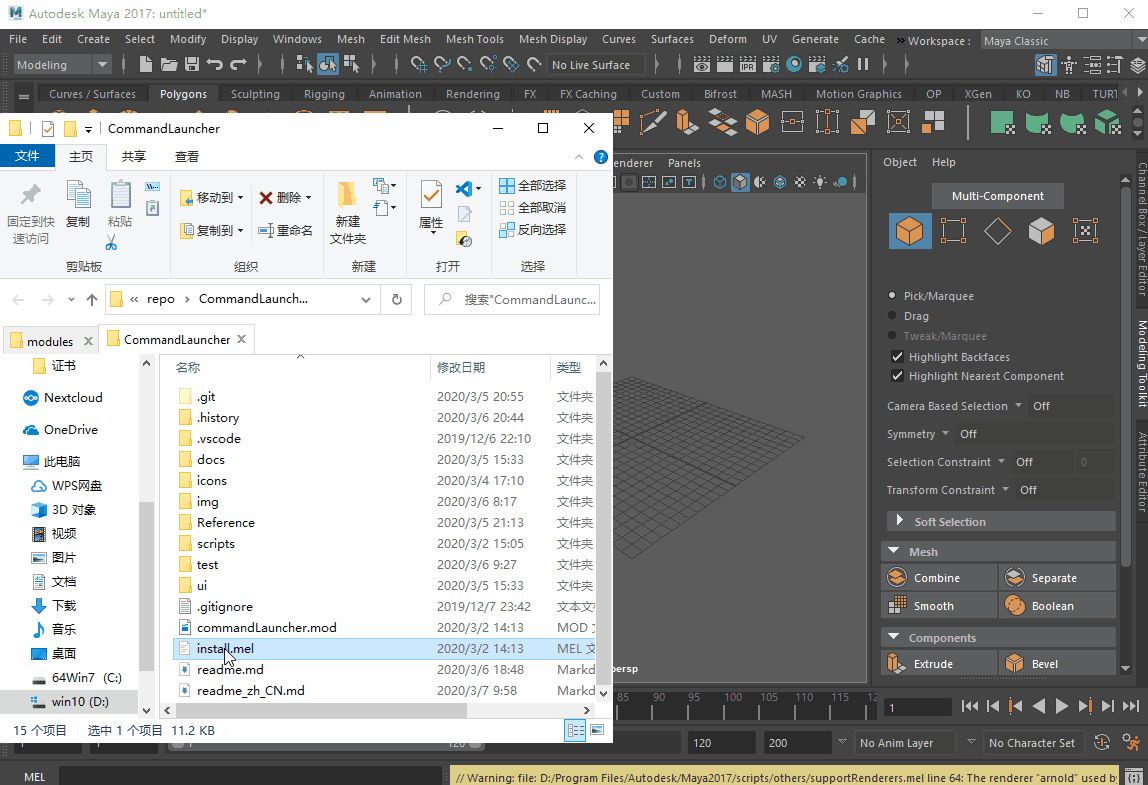 Autodesk Maya 2017: untitled*
File Edit Create Select Modify Display Windows Mesh Edit Mesh Mesh Tools Mesh Display Curves Surfaces Deform UV Generate Cache » Workspace : Maya Classic
Modeling No Live Surface
Curves / Surfaces Polygons Sculpting Rigging Animation Rendering FX FX Caching Custom Bifrost MASH Motion Graphics OP XGen KO NB TURT
CommandLauncher
文件 主页 共享 查看
固定到快
速访问
复制
粘贴
剪贴板
移动到
复制到
删除
重命名
组织
新建
文件夹
新建
属性
打开
全部选择
全部取消
反向选择
选择
« repo › CommandLaunch...
搜索"CommandLaunc...
modules
CommandLauncher
证书
Nextcloud
OneDrive
此电脑
WPS网盘
3D 对象
视频
图片
文档
下载
音乐
桌面
64Win7 (C:)
win10 (D:)
名称 修改日期 类型
.git 2020/3/5 20:55 文件夹
.history 2020/3/6 20:44 文件夹
.vscode 2019/12/6 22:10 文件夹
docs 2020/3/5 15:33 文件夹
icons 2020/3/4 17:10 文件夹
img 2020/3/6 8:17 文件夹
Reference 2020/3/5 21:13 文件夹
scripts 2020/3/2 15:05 文件夹
test 2020/3/6 9:27 文件夹
ui 2020/3/5 15:33 文件夹
.gitignore 2019/12/7 23:42 文本文
commandLauncher.mod 2020/3/2 14:13 MOD
install.mel 2020/3/2 14:13 MEL 文
readme.md 2020/3/6 18:48 Markd
readme_zh_CN.md 2020/3/7 9:58 Markd
15 个项目 选中 1 个项目 11.2 KB
enderer Panels
IPR
persp
Object Help
Multi-Component
Pick/Marquee
Drag
Tweak/Marquee
Highlight Backfaces
Highlight Nearest Component
Camera Based Selection Off
Symmetry Off
Selection Constraint Off 0
Transform Constraint Off
Soft Selection
Mesh
Combine Separate
Smooth Boolean
Components
Extrude Bevel
Channel Box / Layer Editor
Modeling Toolkit
Attribute Editor
85 90 95 100 105 110 115 12
1
1 1 1 120 120 200 No Anim Layer No Character Set
MEL // Warning: file: D:/Program Files/Autodesk/Maya2017/scripts/others/supportRenderers.mel line 64: The renderer "arnold" used by